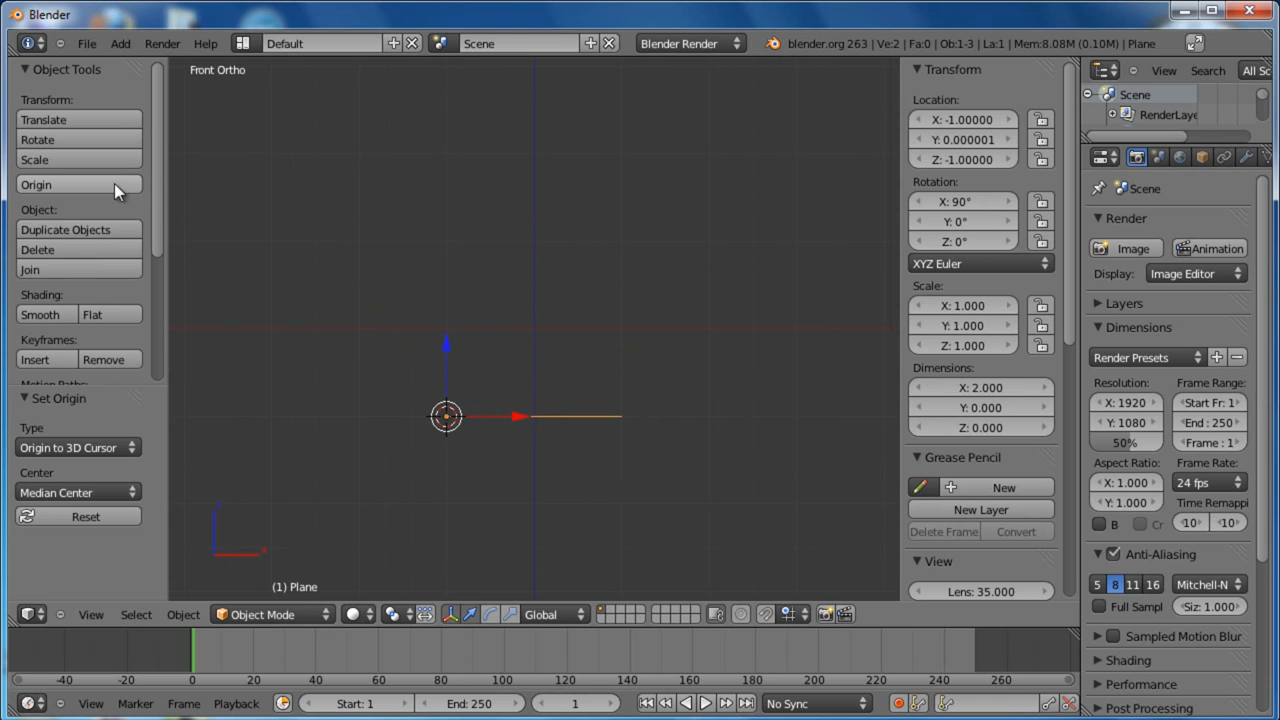 Blender
File Add Render Help Default Scene Blender Render blender.org 263 | Ve:2 | Fa:0 | Ob:1-3 | La:1 | Mem:8.08M (0.10M) | Plane
Object Tools
Transform:
Translate
Rotate
Scale
Origin
Object:
Duplicate Objects
Delete
Join
Shading:
Smooth Flat
Keyframes:
Insert Remove
Set Origin
Type
Origin to 3D Cursor
Center
Median Center
Reset
Front Ortho
(1) Plane
View Select Object Object Mode Global
Transform
Location:
X: -1.00000
Y: 0.000001
Z: -1.00000
Rotation:
X: 90°
Y: 0°
Z: 0°
XYZ Euler
Scale:
X: 1.000
Y: 1.000
Z: 1.000
Dimensions:
X: 2.000
Y: 0.000
Z: 0.000
Grease Pencil
New
New Layer
Delete Frame Convert
View
Lens: 35.000
View Search All Sc
Scene
RenderLaye
Scene
Render
Image Animation
Display: Image Editor
Layers
Dimensions
Render Presets
Resolution: Frame Range:
X: 1920 Start Fr: 1
Y: 1080 End : 250
50% Frame : 1
Aspect Ratio: Frame Rate:
X: 1.000 24 fps
Y: 1.000 Time Remappi
B Cr 10 10
Anti-Aliasing
5 8 11 16 Mitchell-N
Full Sampl Siz: 1.000
Sampled Motion Blur
Shading
Performance
Post Processing
-40 -20 0 20 40 60 80 100 120 140 160 180 200 220 240 260
View Marker Frame Playback Start: 1 End: 250 1 No Sync